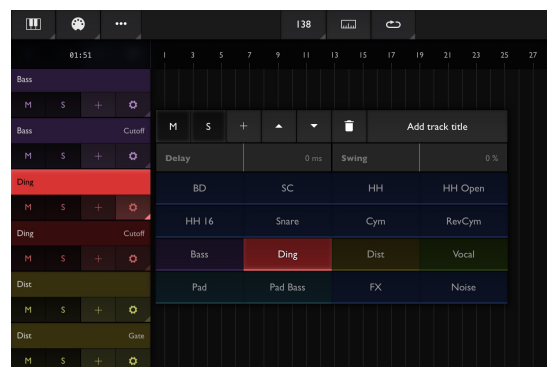 138
01:51
1 3 5 7 9 11 13 15 17 19 21 23 25 27
Bass
M S +
Bass Cutoff
M S +
Ding
M S +
Ding Cutoff
M S +
Dist
M S +
Dist Gate
M S +
M S + Add track title
Delay 0 ms Swing 0 %
BD SC HH HH Open
HH 16 Snare Cym RevCym
Bass Ding Dist Vocal
Pad Pad Bass FX Noise